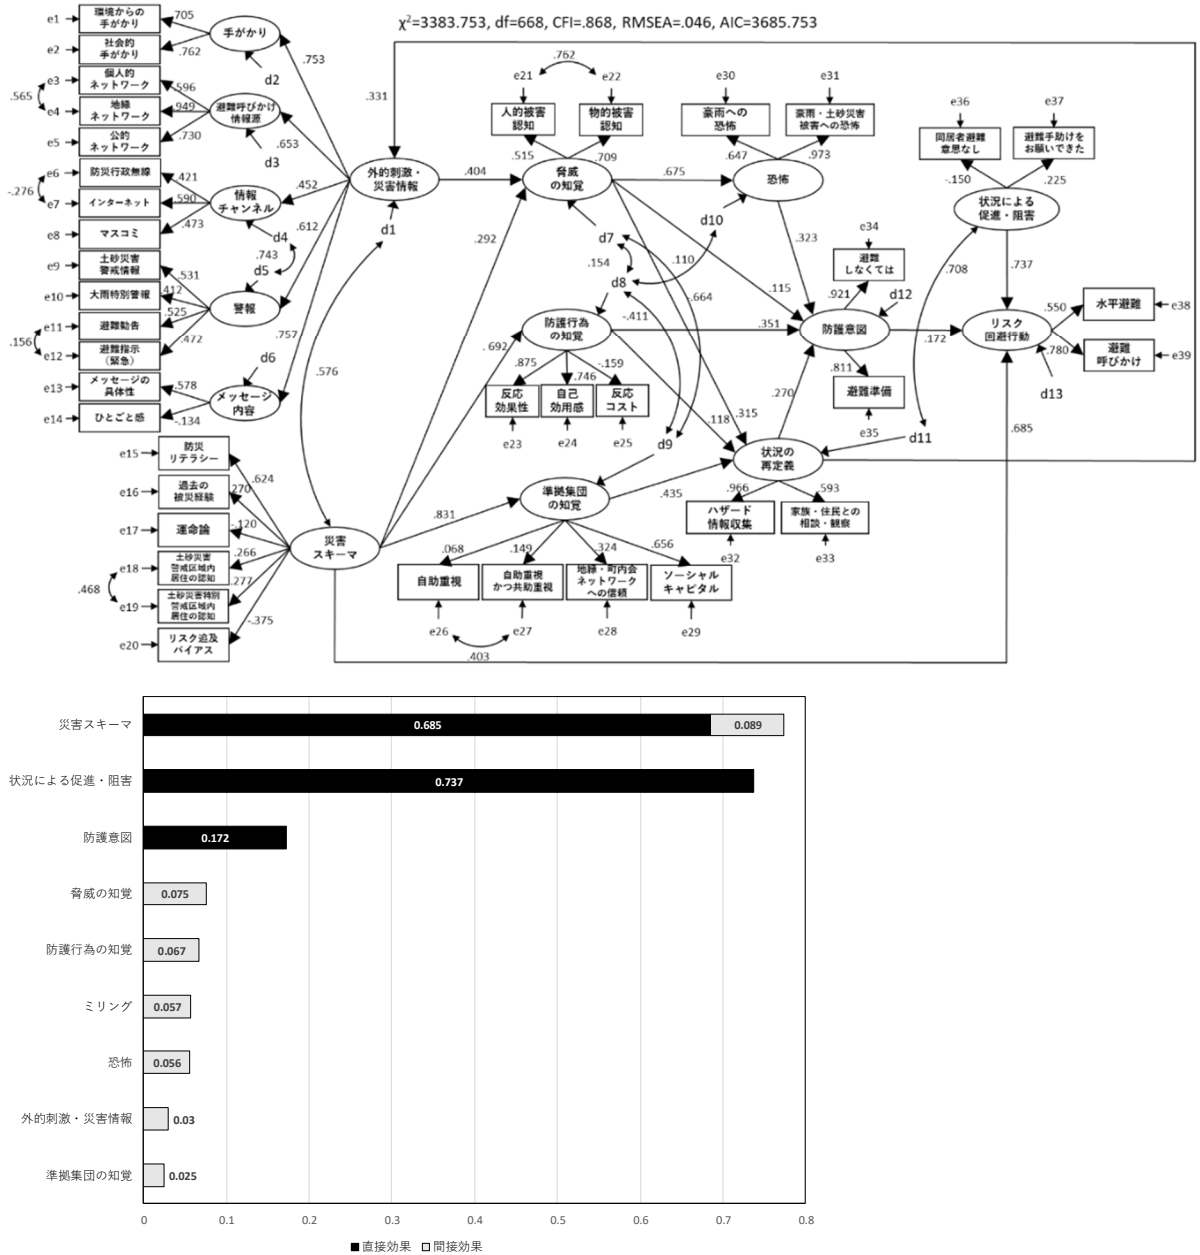 χ²=3383.753, df=668, CFI=.868, RMSEA=.046, AIC=3685.753
e1
環境からの
手がかり
.705
e2
社会的
手がかり
.762
手がかり
d2
.753
e3
個人的
ネットワーク
.596
.565
e4
地縁
ネットワーク
.949
避難呼びかけ
情報源
e5
公的
ネットワーク
.730
d3
.653
e6
防災行政無線
.421
-.276
e7
インターネット
.590
情報
チャンネル
.452
e8
マスコミ
.473
d4
.743
d5
.612
e9
土砂災害
警戒情報
.531
e10
大雨特別警報
.412
警報
e11
避難勧告
.525
.156
e12
避難指示
(緊急)
.472
d6
.757
e13
メッセージの
具体性
.578
メッセージ
内容
e14
ひとごと感
-.134
.331
外的刺激・
災害情報
d1
.404
.576
e15
防災
リテラシー
.624
e16
過去の
被災経験
.270
e17
運命論
-.120
e18
土砂災害
警戒区域内
居住の認知
.266
.468
e19
土砂災害特別
警戒区域内
居住の認知
.277
e20
リスク追及
バイアス
-.375
災害
スキーマ
.292
.692
.831
.762
e21
e22
人的被害
認知
物的被害
認知
.515
.709
脅威
の知覚
.675
e30
e31
豪雨への
恐怖
豪雨・土砂災害
被害への恐怖
.647
.973
恐怖
d10
d7
.154
.110
d8
-.664
-.411
.323
.115
防護行為
の知覚
.351
.875
.746
-.159
反応
効果性
自己
効用感
反応
コスト
e23
e24
e25
.118
.315
d9
準拠集団
の知覚
.435
.068
.149
.324
.656
自助重視
自助重視
かつ共助重視
地縁・町内会
ネットワーク
への信頼
ソーシャル
キャピタル
e26
e27
e28
e29
.403
状況の
再定義
.270
.966
.593
ハザード
情報収集
家族・住民との
相談・観察
e32
e33
d11
.708
e34
避難
しなくては
.921
d12
防護意図
.172
.811
避難準備
e35
e36
e37
同居者避難
意思なし
避難手助けを
お願いできた
-.150
.225
状況による
促進・阻害
.737
リスク
回避行動
.550
水平避難
e38
.780
避難
呼びかけ
e39
d13
.685
災害スキーマ
0.685
0.089
状況による促進・阻害
0.737
防護意図
0.172
脅威の知覚
0.075
防護行為の知覚
0.067
ミリング
0.057
恐怖
0.056
外的刺激・災害情報
0.03
準拠集団の知覚
0.025
0
0.1
0.2
0.3
0.4
0.5
0.6
0.7
0.8
直接効果
間接効果